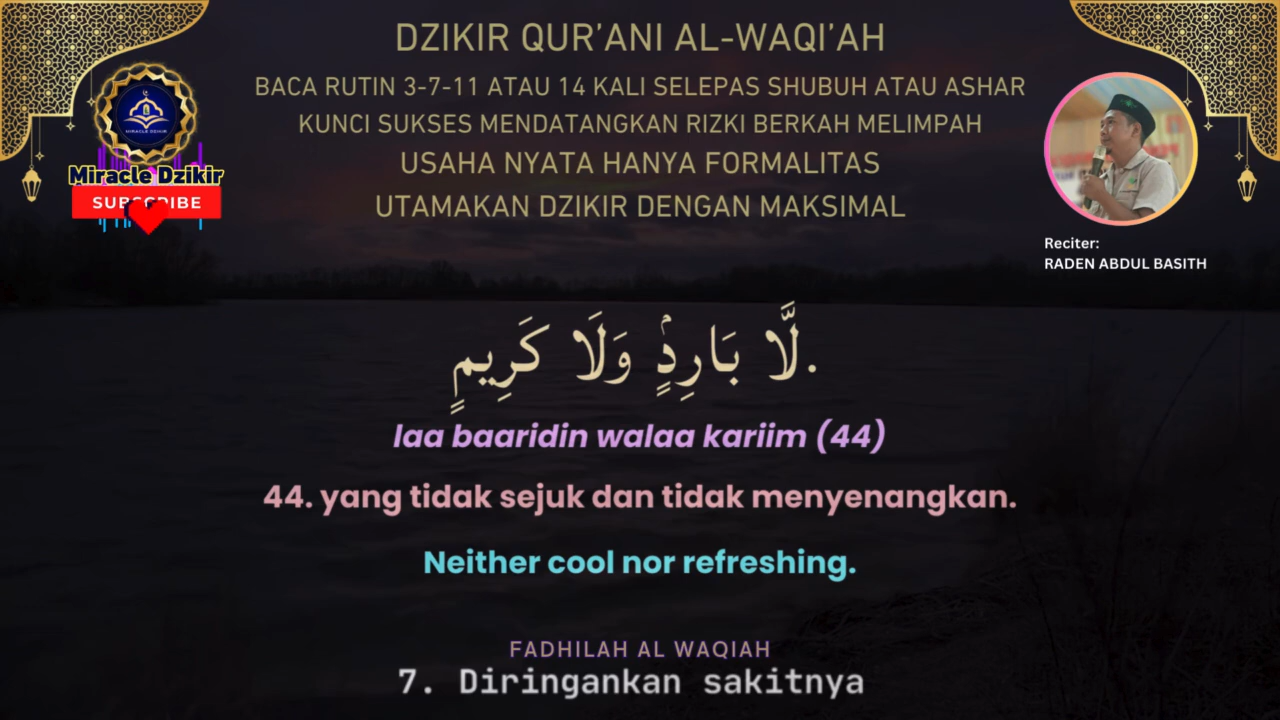 DZIKIR QUR’ANI AL-WAQI’AH
BACA RUTIN 3-7-11 ATAU 14 KALI SELEPAS SHUBUH ATAU ASHAR
KUNCI SUKSES MENDATANGKAN RIZKI BERKAH MELIMPAH
USAHA NYATA HANYA FORMALITAS
UTAMAKAN DZIKIR DENGAN MAKSIMAL
MIRACLE DZIKIR
Miracle Dzikir
SUBSCRIBE
Reciter:
RADEN ABDUL BASITH
لَّا بَارِدٍۢ وَلَا كَرِيمٍ.
laa baaridin walaa kariim (44)
44. yang tidak sejuk dan tidak menyenangkan.
Neither cool nor refreshing.
FADHILAH AL WAQIAH
7. Diringankan sakitnya